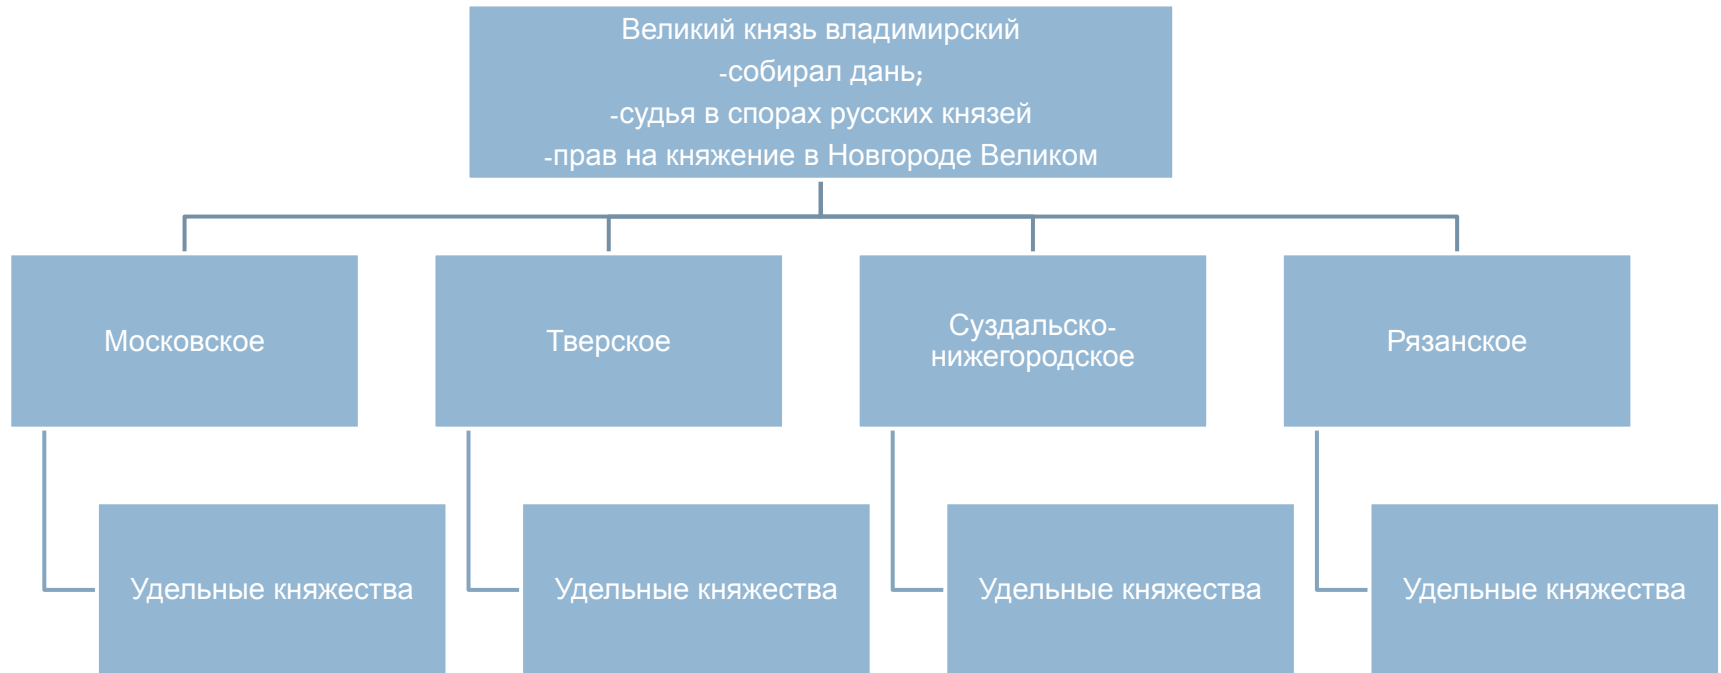 Великий князь владимирский
-собирал дань;
-судья в спорах русских князей
-прав на княжение в Новгороде Великом
Московское
Тверское
Суздальско-
нижегородское
Рязанское
Удельные княжества
Удельные княжества
Удельные княжества
Удельные княжества